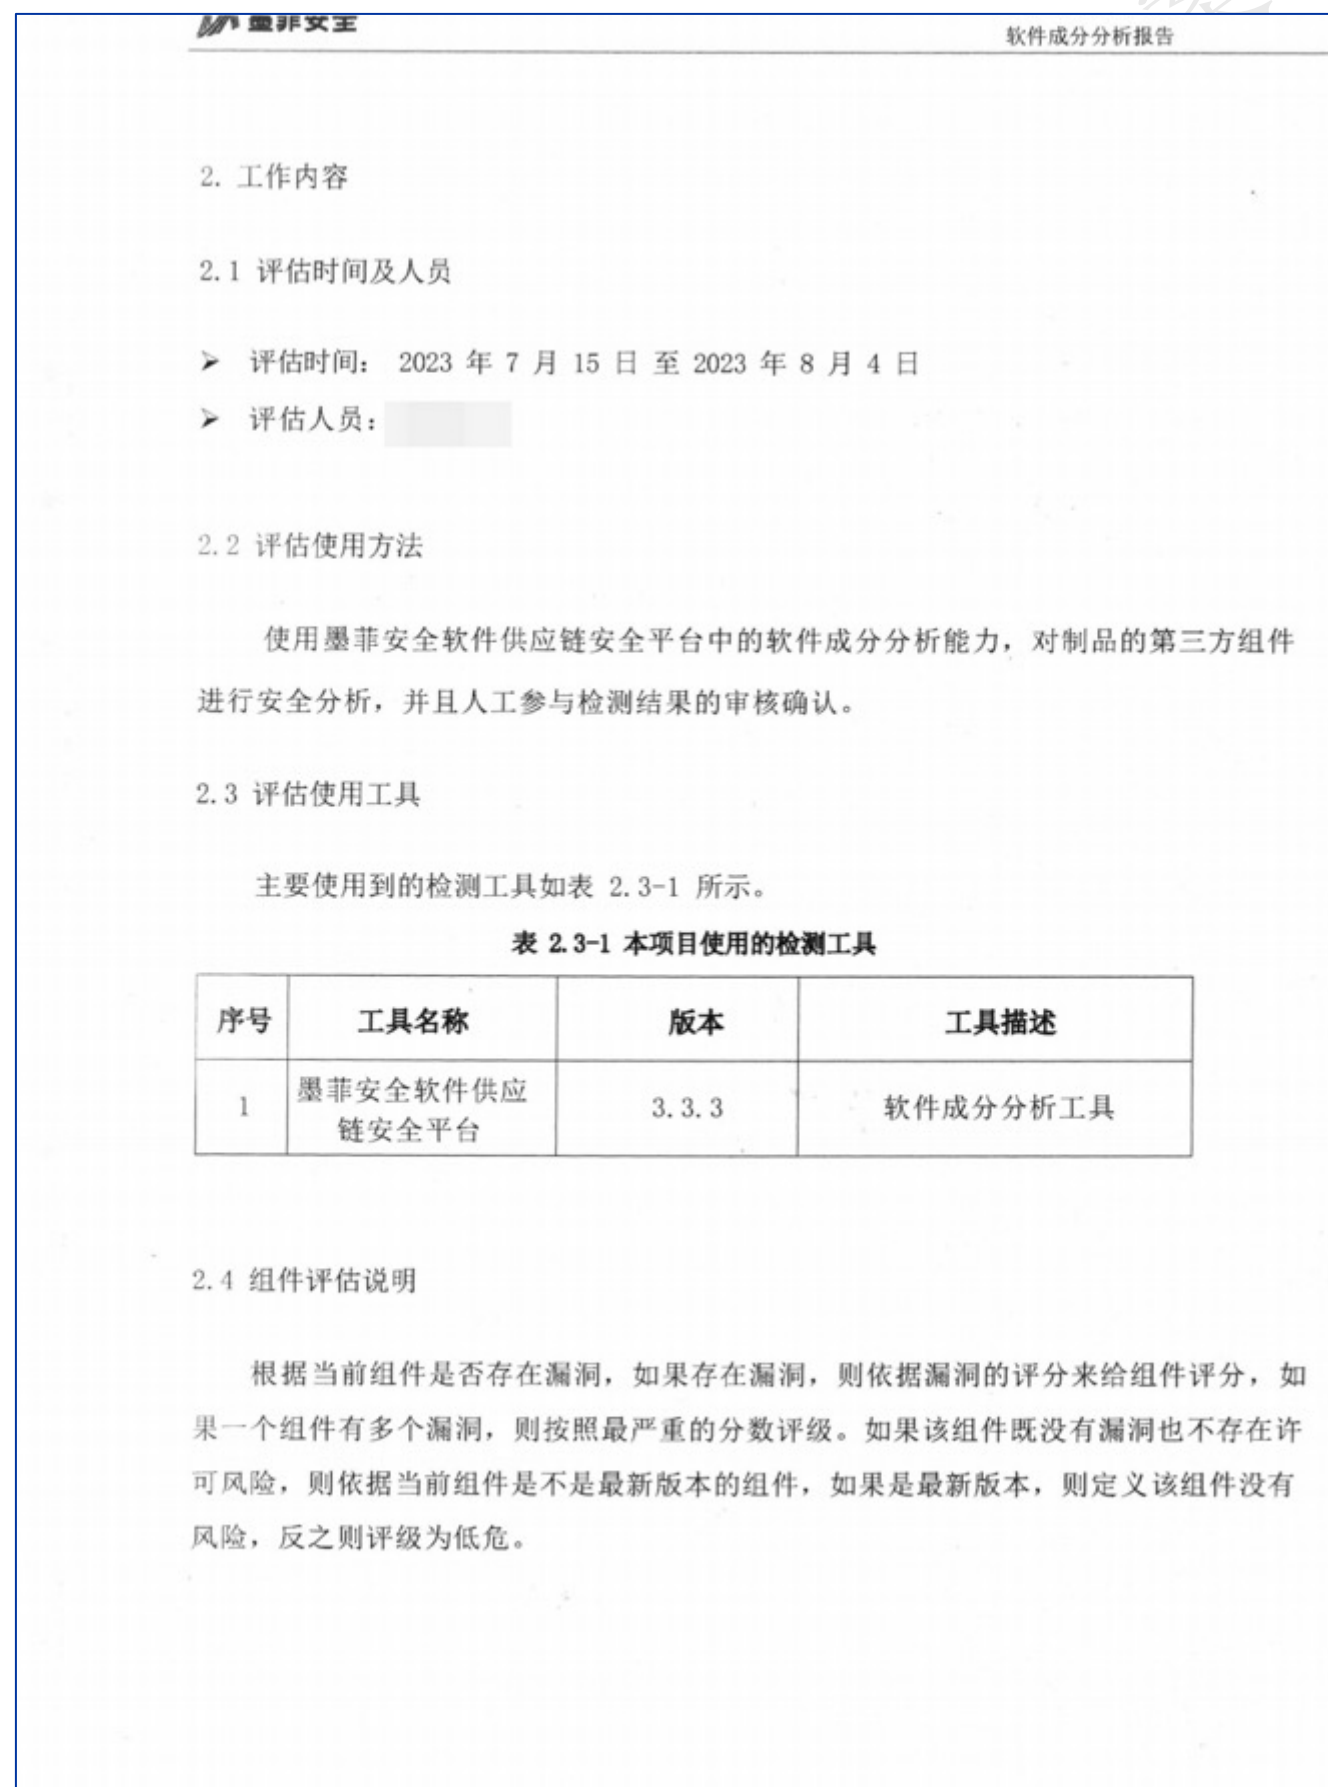 墨菲安全
软件成分分析报告
2. 工作内容
2.1 评估时间及人员
➢ 评估时间： 2023 年 7 月 15 日 至 2023 年 8 月 4 日
➢ 评估人员：
2.2 评估使用方法
使用墨菲安全软件供应链安全平台中的软件成分分析能力，对制品的第三方组件
进行安全分析，并且人工参与检测结果的审核确认。
2.3 评估使用工具
主要使用到的检测工具如表 2.3-1 所示。
表 2.3-1 本项目使用的检测工具
序号 工具名称 版本 工具描述
1 墨菲安全软件供应 3.3.3 软件成分分析工具
链安全平台
2.4 组件评估说明
根据当前组件是否存在漏洞，如果存在漏洞，则依据漏洞的评分来给组件评分，如
果一个组件有多个漏洞，则按照最严重的分数评级。如果该组件既没有漏洞也不存在许
可风险，则依据当前组件是不是最新版本的组件，如果是最新版本，则定义该组件没有
风险，反之则评级为低危。